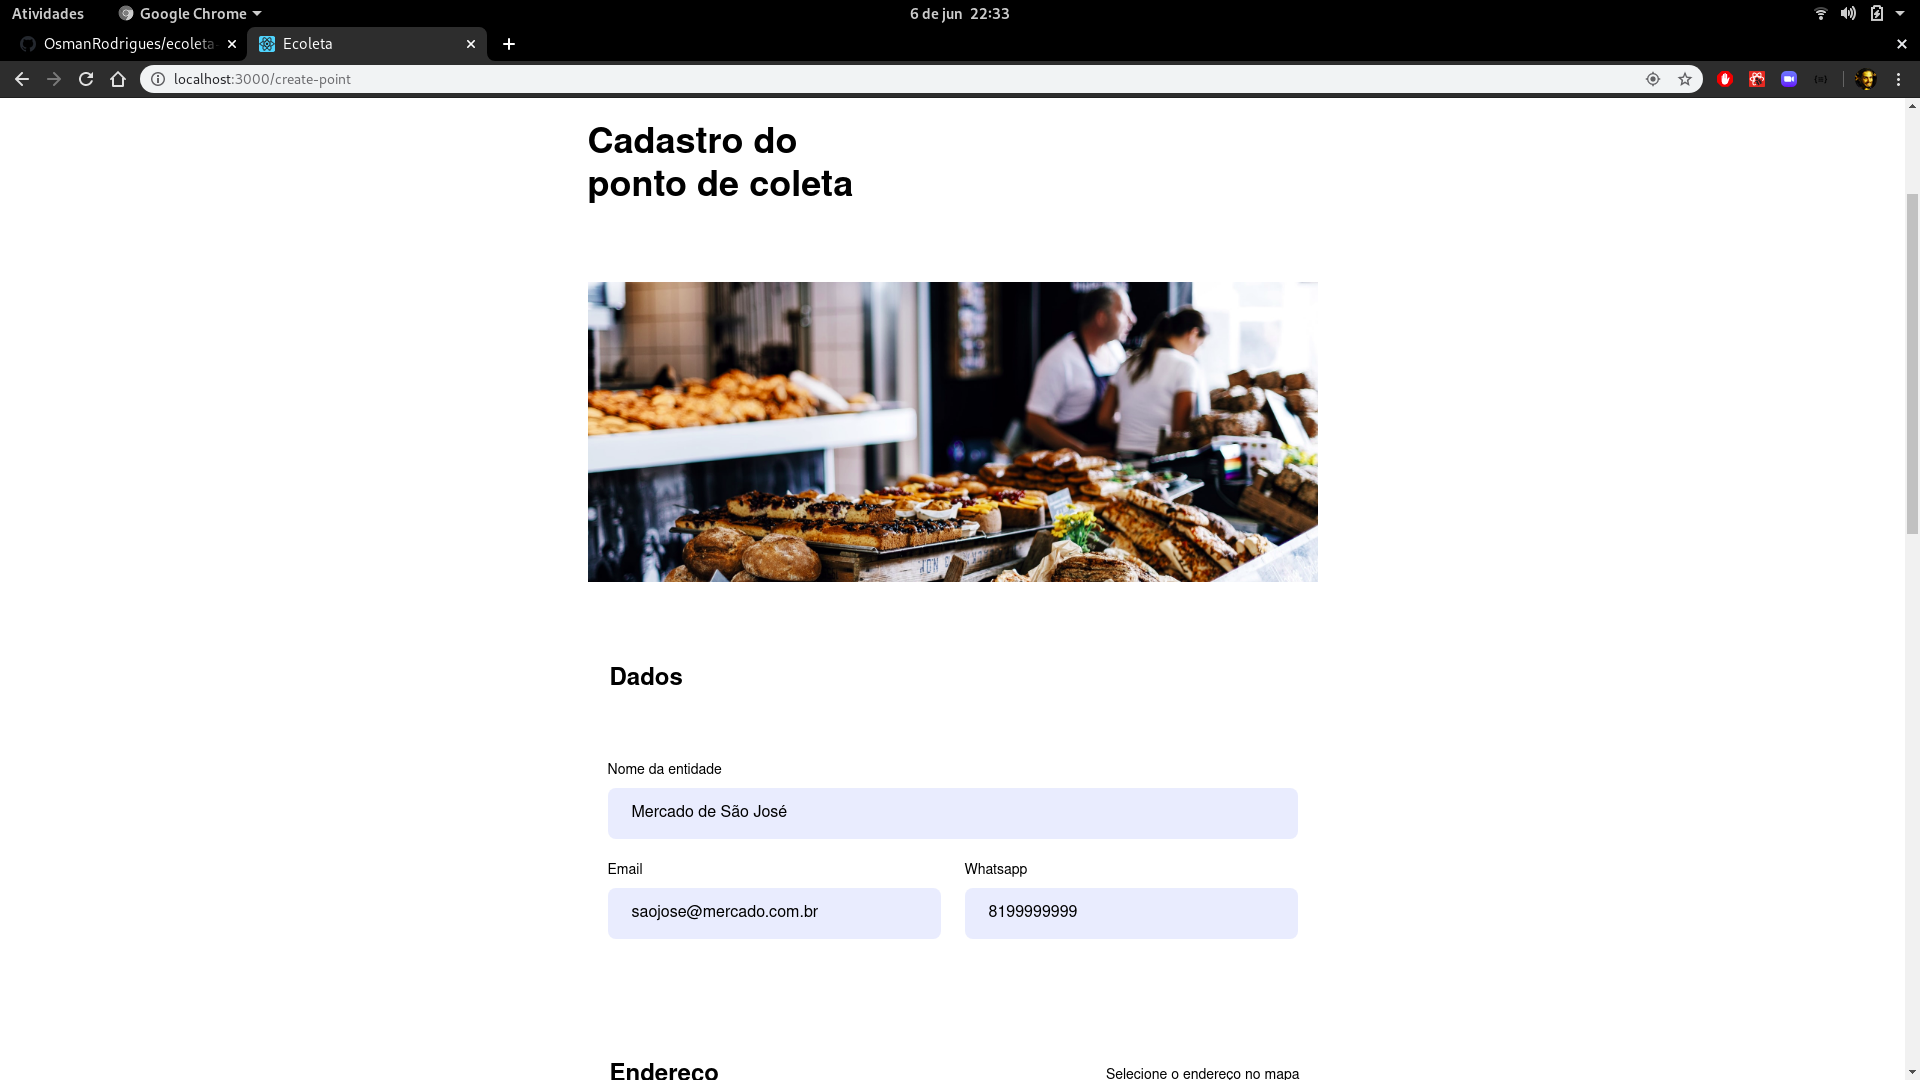 Atividades
Google Chrome
6 de jun 22:33
OsmanRodrigues/ecoleta
Ecoleta
localhost:3000/create-point
Cadastro do
ponto de coleta
Dados
Nome da entidade
Mercado de São José
Email
Whatsapp
saojose@mercado.com.br
8199999999
Endereço
Selecione o endereço no mapa